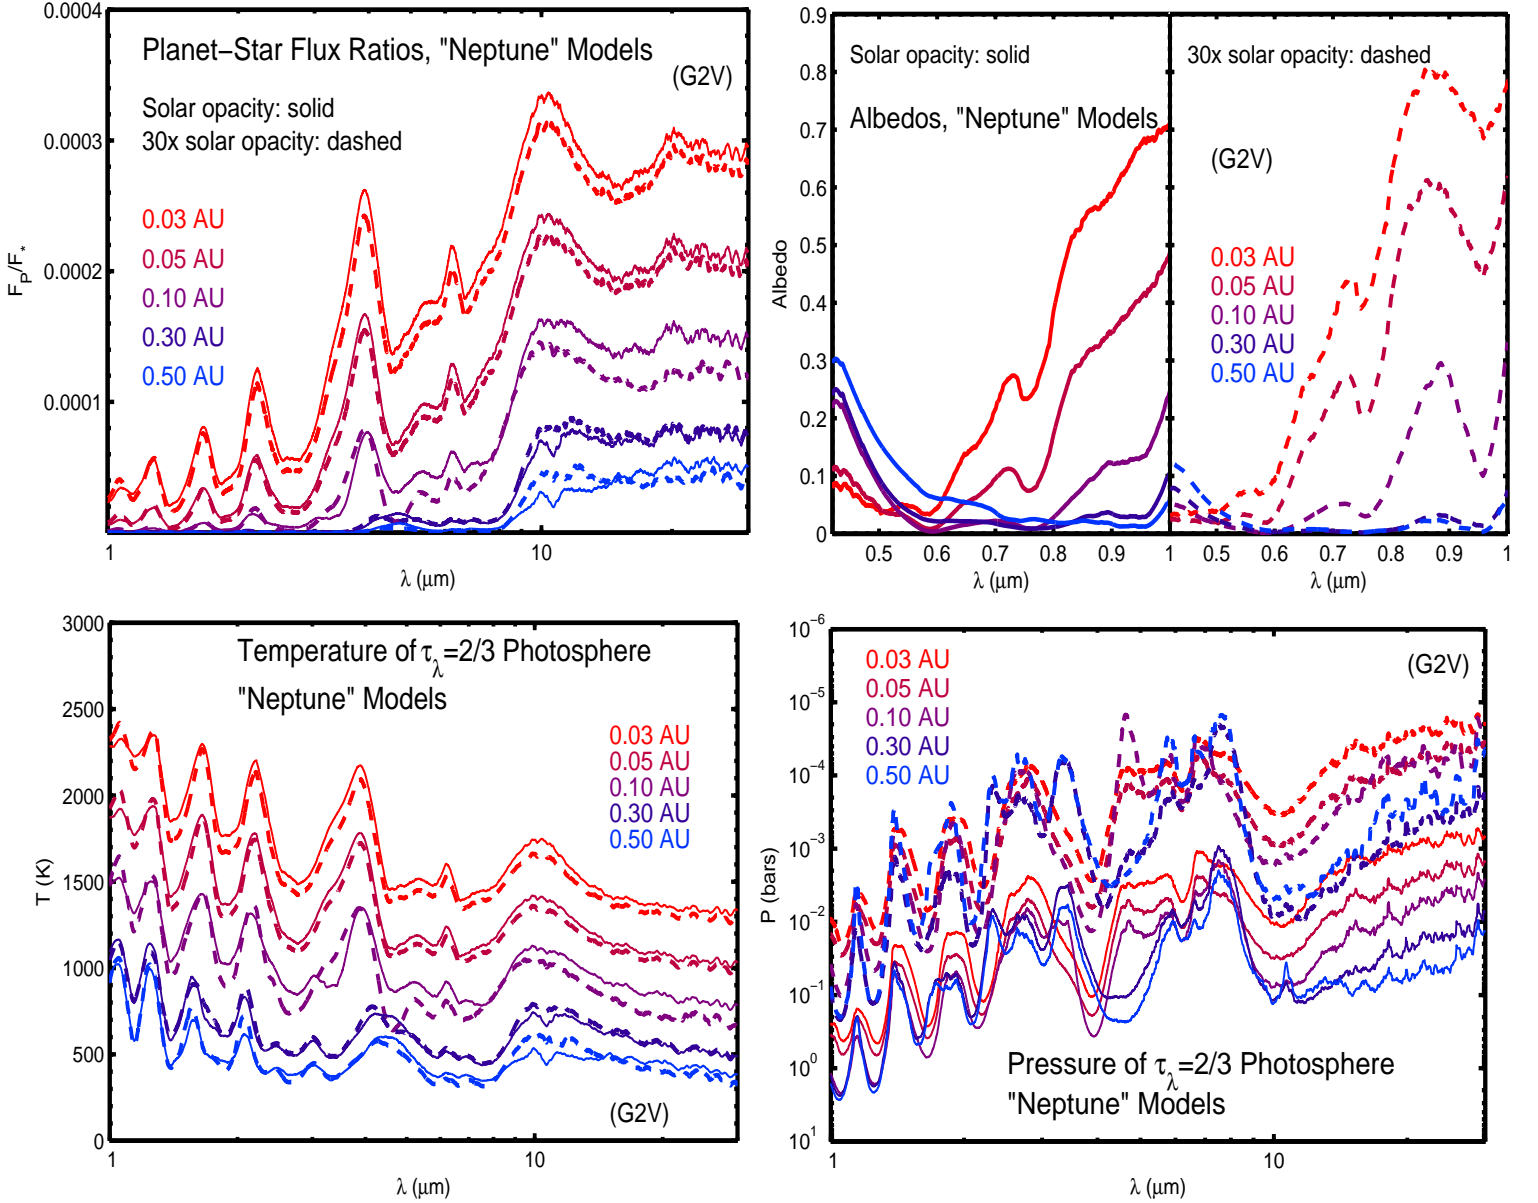 Planet−Star Flux Ratios, "Neptune" Models
(G2V)
Solar opacity: solid
30x solar opacity: dashed
0.03 AU
0.05 AU
0.10 AU
0.30 AU
0.50 AU
0.0004
0.0003
0.0002
0.0001
F_P/F_*
1
10
λ (μm)
Solar opacity: solid
30x solar opacity: dashed
Albedos, "Neptune" Models
(G2V)
0.03 AU
0.05 AU
0.10 AU
0.30 AU
0.50 AU
0.9
0.8
0.7
0.6
0.5
0.4
0.3
0.2
0.1
0
Albedo
0.5 0.6 0.7 0.8 0.9 1
0.5 0.6 0.7 0.8 0.9 1
λ (μm)
λ (μm)
Temperature of τ_λ=2/3 Photosphere
"Neptune" Models
0.03 AU
0.05 AU
0.10 AU
0.30 AU
0.50 AU
(G2V)
3000
2500
2000
1500
1000
500
0
T (K)
1
10
λ (μm)
0.03 AU
0.05 AU
0.10 AU
0.30 AU
0.50 AU
(G2V)
Pressure of τ_λ=2/3 Photosphere
"Neptune" Models
10^−6
10^−5
10^−4
10^−3
10^−2
10^−1
10^0
10^1
P (bars)
1
10
λ (μm)